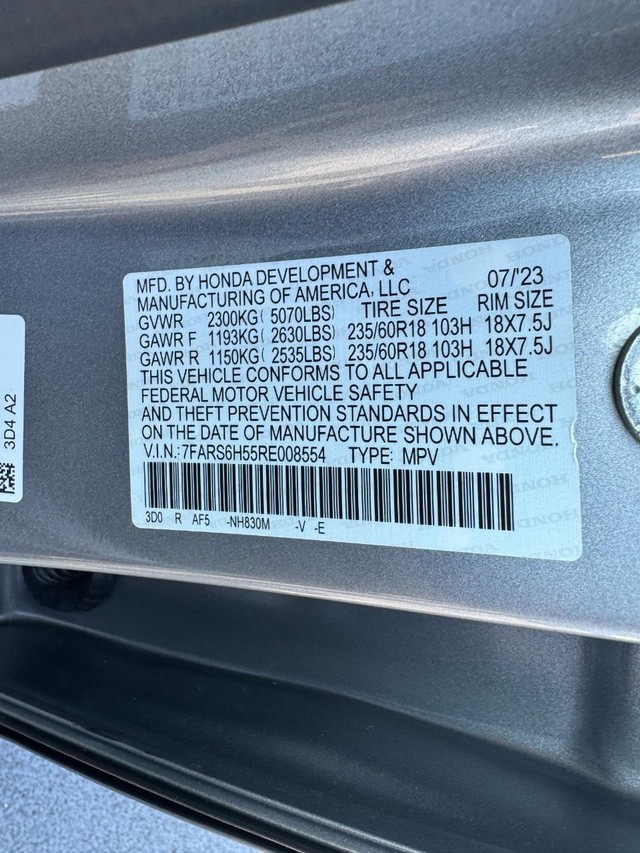 MFD. BY HONDA DEVELOPMENT & 07/'23
MANUFACTURING OF AMERICA, LLC
GVWR 2300KG( 5070LBS) TIRE SIZE RIM SIZE
GAWR F 1193KG( 2630LBS) 235/60R18 103H 18X7.5J
GAWR R 1150KG( 2535LBS) 235/60R18 103H 18X7.5J
THIS VEHICLE CONFORMS TO ALL APPLICABLE
FEDERAL MOTOR VEHICLE SAFETY
AND THEFT PREVENTION STANDARDS IN EFFECT
ON THE DATE OF MANUFACTURE SHOWN ABOVE.
V.I.N.:7FARS6H55RE008554 TYPE: MPV
3D0 R AF5 -NH830M -V -E
3D4 A2